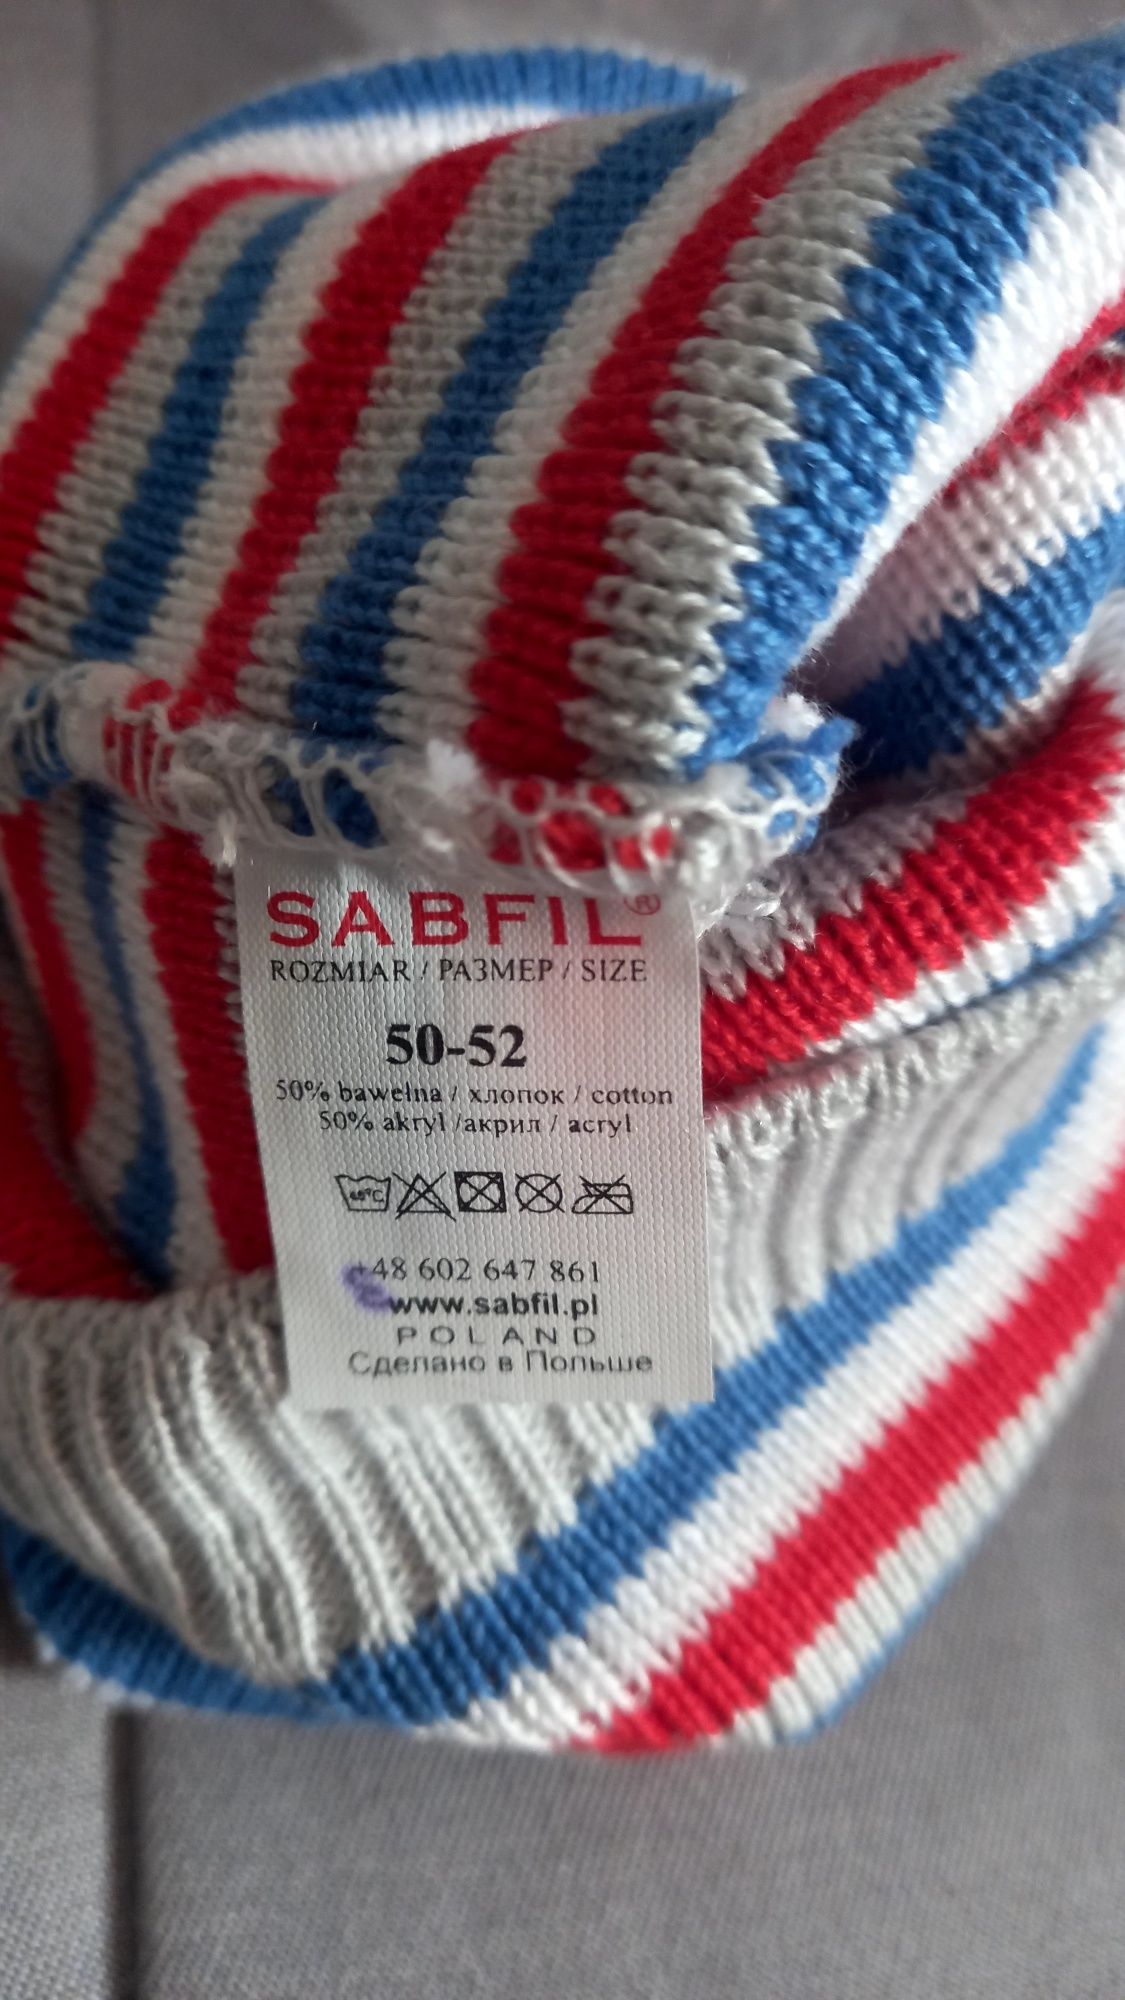 SABFIL®
ROZMIAR / РАЗМЕР / SIZE
50-52
50% bawełna / хлопок / cotton
50% akryl /акрил / acryl
40°C
+48 602 647 861
www.sabfil.pl
POLAND
Сделано в Польше